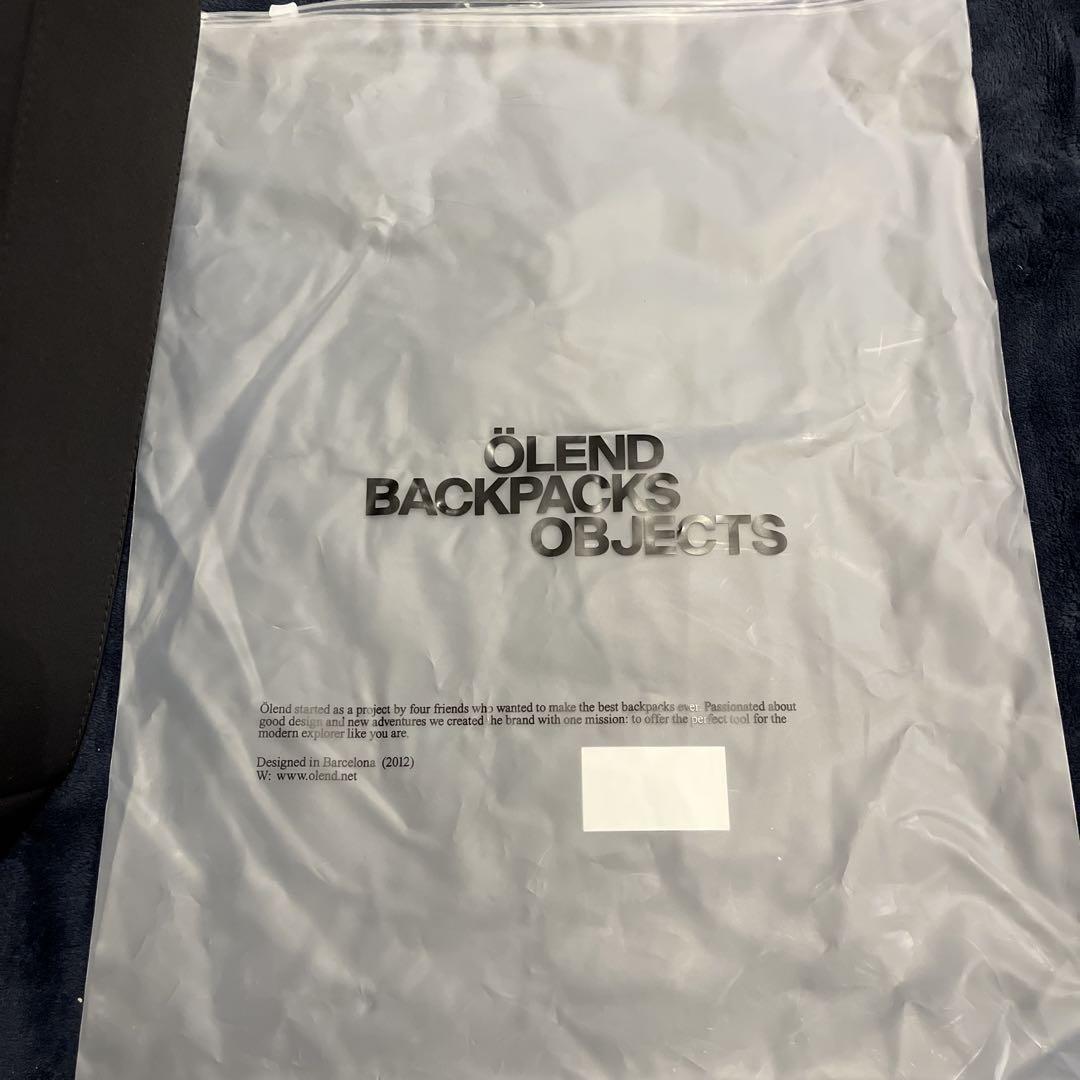 ÖLEND
BACKPACKS
OBJECTS
Ölend started as a project by four friends who wanted to make the best backpacks ever. Passionated about
good design and new adventures we created the brand with one mission: to offer the perfect tool for the
modern explorer like you are.
Designed in Barcelona (2012)
W: www.olend.net